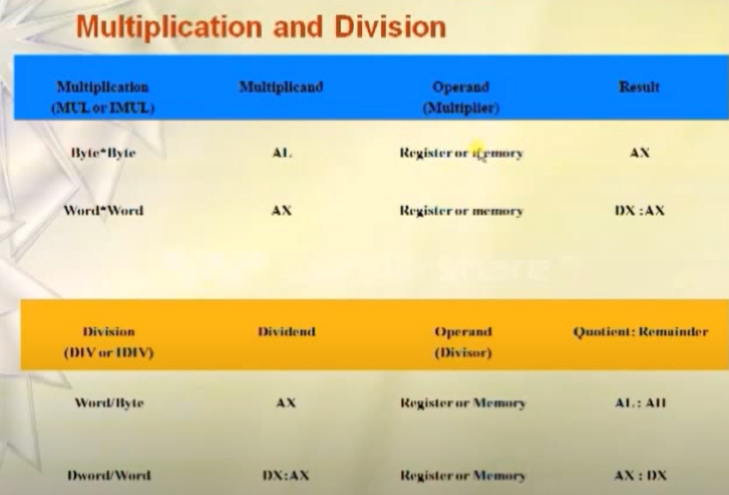 Multiplication and Division
Multiplication (MUL or IMUL) Multiplicand Operand (Multiplier) Result
Byte*Byte AL Register or memory AX
Word*Word AX Register or memory DX :AX
Division (DIV or IDIV) Dividend Operand (Divisor) Quotient: Remainder
Word/Byte AX Register or Memory AL : AH
Dword/Word DX:AX Register or Memory AX : DX